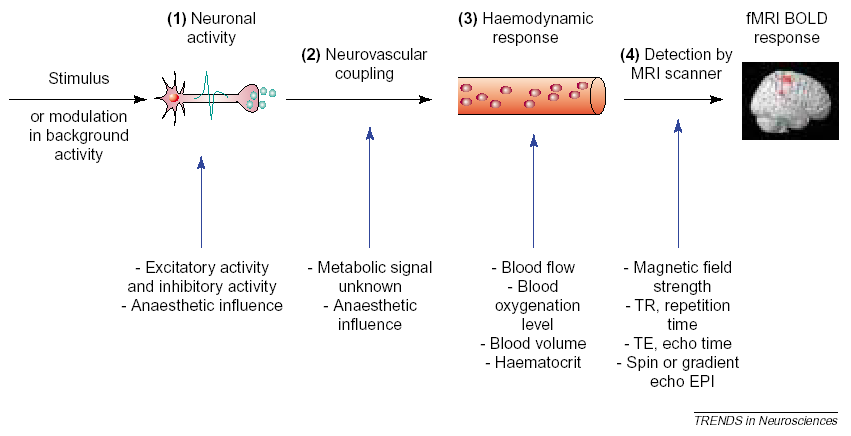 (1) Neuronal
activity
(2) Neurovascular
coupling
(3) Haemodynamic
response
(4) Detection by
MRI scanner
fMRI BOLD
response
Stimulus
or modulation
in background
activity
- Excitatory activity
and inhibitory activity
- Anaesthetic influence
- Metabolic signal
unknown
- Anaesthetic
influence
- Blood flow
- Blood
oxygenation
level
- Blood volume
- Haematocrit
- Magnetic field
strength
- TR, repetition
time
- TE, echo time
- Spin or gradient
echo EPI
TRENDS in Neurosciences